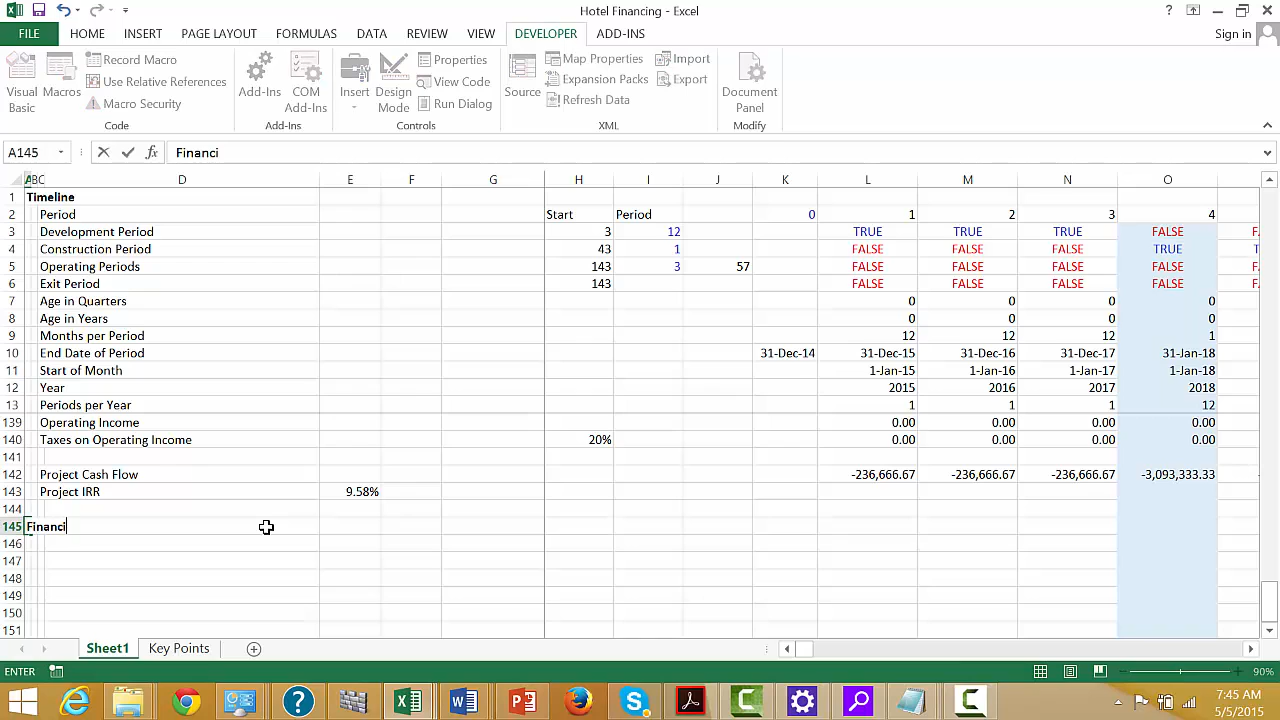 Hotel Financing - Excel
FILE HOME INSERT PAGE LAYOUT FORMULAS DATA REVIEW VIEW DEVELOPER ADD-INS Sign in
Visual Basic
Macros
Record Macro
Use Relative References
Macro Security
Code
Add-Ins
COM Add-Ins
Add-Ins
Insert
Design Mode
Properties
View Code
Run Dialog
Controls
Source
Map Properties
Expansion Packs
Refresh Data
Import
Export
XML
Document Panel
Modify
A145 fx Financi
A B C D E F G H I J K L M N O
1 Timeline
2 Period Start Period 0 1 2 3 4
3 Development Period 3 12 TRUE TRUE TRUE FALSE F
4 Construction Period 43 1 FALSE FALSE FALSE TRUE T
5 Operating Periods 143 3 57 FALSE FALSE FALSE FALSE F
6 Exit Period 143 FALSE FALSE FALSE FALSE F
7 Age in Quarters 0 0 0 0
8 Age in Years 0 0 0 0
9 Months per Period 12 12 12 1
10 End Date of Period 31-Dec-14 31-Dec-15 31-Dec-16 31-Dec-17 31-Jan-18
11 Start of Month 1-Jan-15 1-Jan-16 1-Jan-17 1-Jan-18
12 Year 2015 2016 2017 2018
13 Periods per Year 1 1 1 12
139 Operating Income 0.00 0.00 0.00 0.00
140 Taxes on Operating Income 20% 0.00 0.00 0.00 0.00
141
142 Project Cash Flow -236,666.67 -236,666.67 -236,666.67 -3,093,333.33
143 Project IRR 9.58%
144
145 Financi
146
147
148
149
150
151
Sheet1 Key Points
ENTER 90%
7:45 AM
5/5/2015